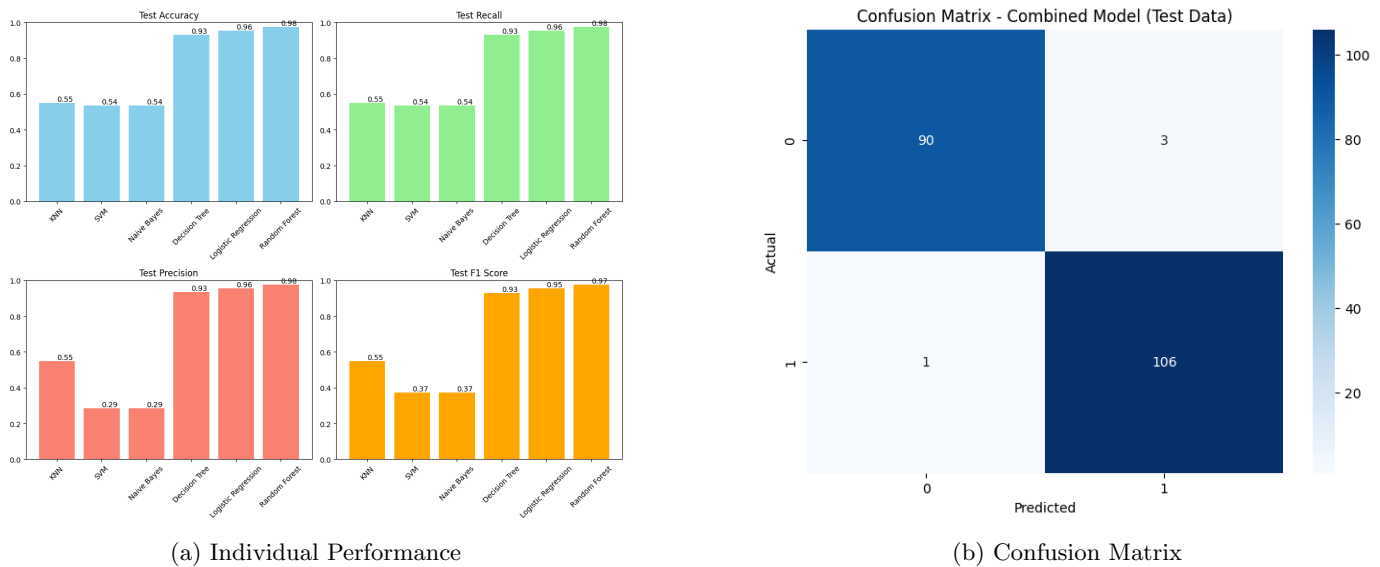 Test Accuracy
1.0
0.8
0.6
0.4
0.2
0.0
0.55
0.54
0.54
0.93
0.96
0.98
KNN
SVM
Naive Bayes
Decision Tree
Logistic Regression
Random Forest
Test Recall
1.0
0.8
0.6
0.4
0.2
0.0
0.55
0.54
0.54
0.93
0.96
0.98
KNN
SVM
Naive Bayes
Decision Tree
Logistic Regression
Random Forest
Test Precision
1.0
0.8
0.6
0.4
0.2
0.0
0.55
0.29
0.29
0.93
0.96
0.98
KNN
SVM
Naive Bayes
Decision Tree
Logistic Regression
Random Forest
Test F1 Score
1.0
0.8
0.6
0.4
0.2
0.0
0.55
0.37
0.37
0.93
0.95
0.97
KNN
SVM
Naive Bayes
Decision Tree
Logistic Regression
Random Forest
(a) Individual Performance
Confusion Matrix - Combined Model (Test Data)
Actual
0
1
90
3
1
106
0
1
Predicted
100
80
60
40
20
(b) Confusion Matrix